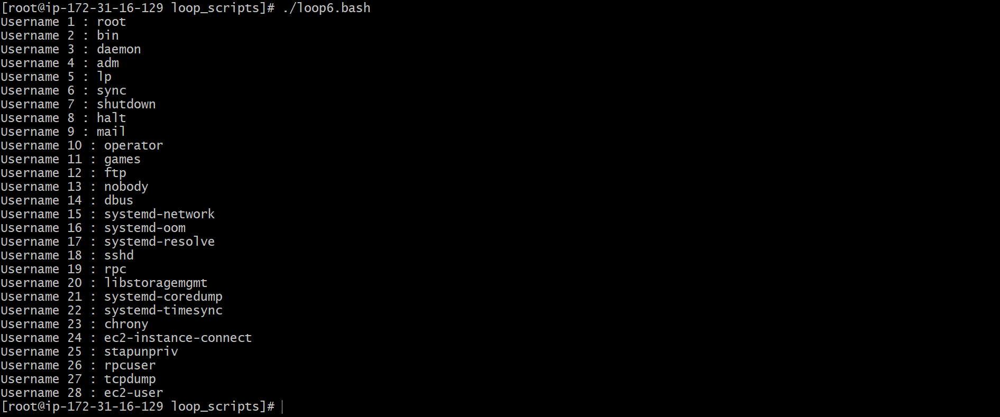 [root@ip-172-31-16-129 loop_scripts]# ./loop6.bash
Username 1 : root
Username 2 : bin
Username 3 : daemon
Username 4 : adm
Username 5 : lp
Username 6 : sync
Username 7 : shutdown
Username 8 : halt
Username 9 : mail
Username 10 : operator
Username 11 : games
Username 12 : ftp
Username 13 : nobody
Username 14 : dbus
Username 15 : systemd-network
Username 16 : systemd-oom
Username 17 : systemd-resolve
Username 18 : sshd
Username 19 : rpc
Username 20 : libstoragemgmt
Username 21 : systemd-coredump
Username 22 : systemd-timesync
Username 23 : chrony
Username 24 : ec2-instance-connect
Username 25 : stapunpriv
Username 26 : rpcuser
Username 27 : tcpdump
Username 28 : ec2-user
[root@ip-172-31-16-129 loop_scripts]#